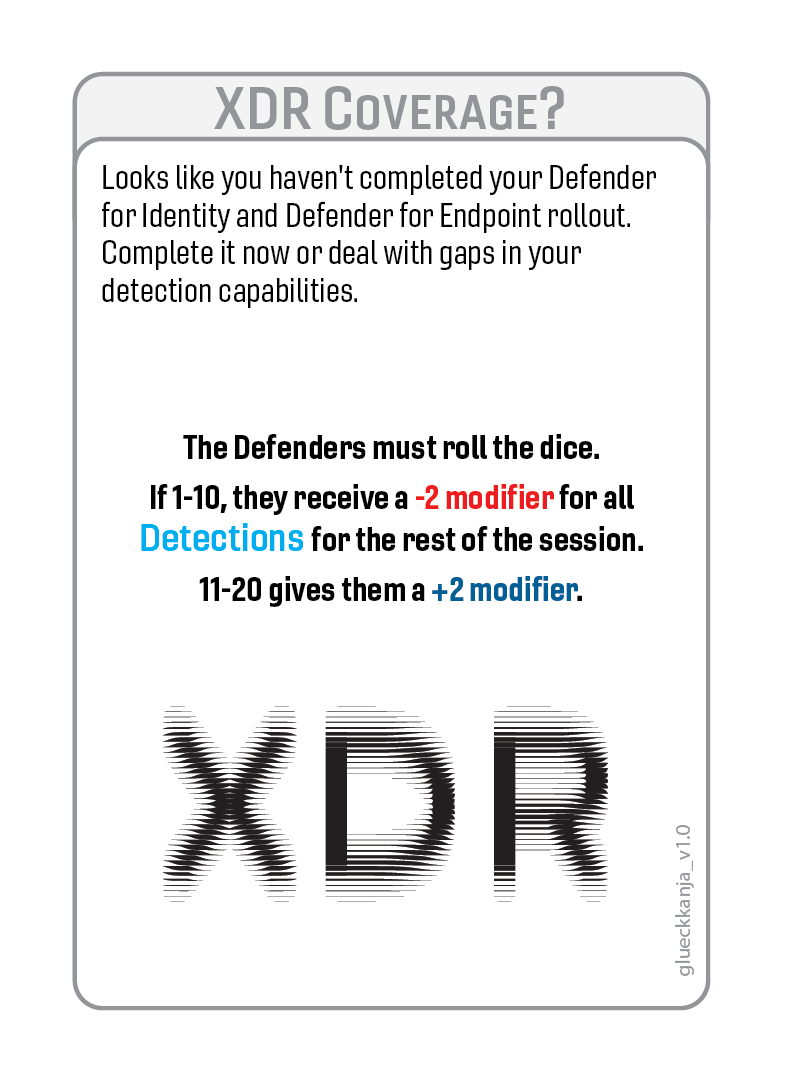 XDR COVERAGE?
Looks like you haven't completed your Defender
for Identity and Defender for Endpoint rollout.
Complete it now or deal with gaps in your
detection capabilities.
The Defenders must roll the dice.
If 1-10, they receive a -2 modifier for all
Detections for the rest of the session.
11-20 gives them a +2 modifier.
XDR
glueckkanja_v1.0